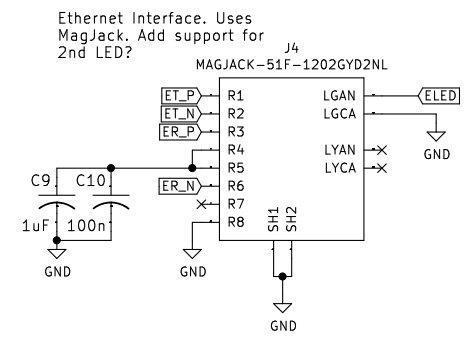 Ethernet Interface. Uses
MagJack. Add support for
2nd LED?
J4
MAGJACK-51F-1202GYD2NL
ET_P R1 LGAN ELED
ET_N R2 LGCA
ER_P R3
GND
R4 LYAN
R5 LYCA
C9 C10 ER_N R6
R7
1uF 100n R8 SH1 SH2
GND GND
GND